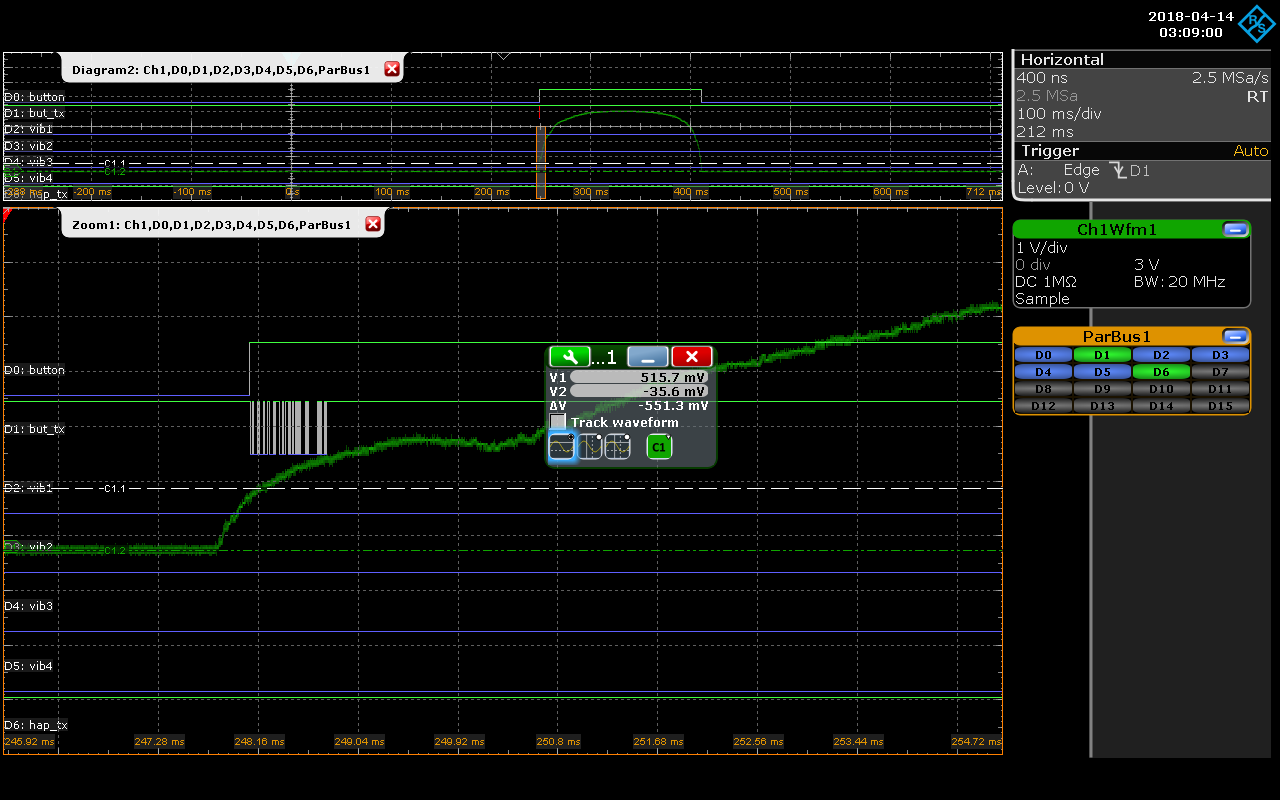 2018-04-14
03:09:00
Diagram2: Ch1,D0,D1,D2,D3,D4,D5,D6,ParBus1
D0: button
D1: but_tx
D2: vib1
D3: vib2
D4: vib3
C1.1
C1.2
D5: vib4
hap_tx
-200 ms
-100 ms
0s
100 ms
200 ms
300 ms
400 ms
500 ms
600 ms
712 ms
Zoom1: Ch1,D0,D1,D2,D3,D4,D5,D6,ParBus1
D0: button
D1: but_tx
D2: vib1
C1.1
D3: vib2
C1.2
D4: vib3
D5: vib4
D6: hap_tx
245.92 ms
247.28 ms
248.16 ms
249.04 ms
249.92 ms
250.8 ms
251.68 ms
252.56 ms
253.44 ms
254.72 ms
...1
V1 515.7 mV
V2 -35.6 mV
ΔV -551.3 mV
Track waveform
C1
Horizontal
400 ns 2.5 MSa/s
2.5 MSa RT
100 ms/div
212 ms
Trigger Auto
A: Edge D1
Level: 0 V
Ch1Wfm1
1 V/div
0 div 3 V
DC 1MΩ BW: 20 MHz
Sample
ParBus1
D0 D1 D2 D3
D4 D5 D6 D7
D8 D9 D10 D11
D12 D13 D14 D15